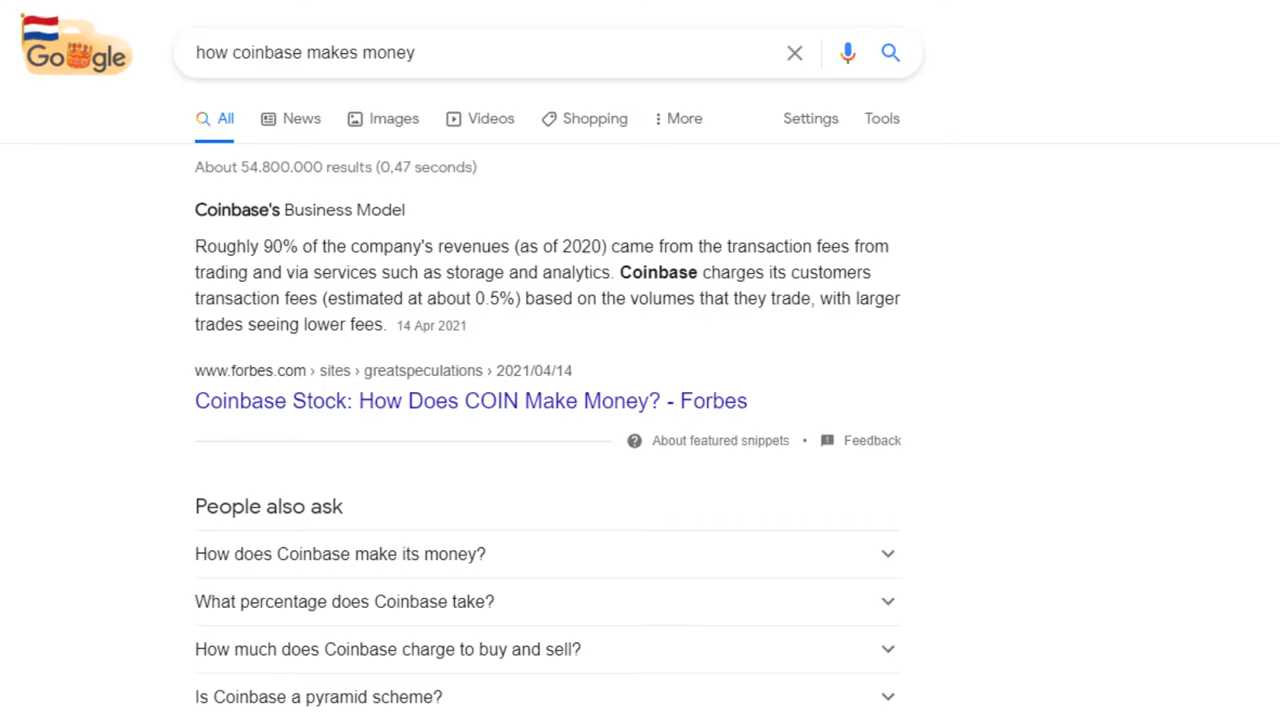 Google
how coinbase makes money
All News Images Videos Shopping More Settings Tools
About 54.800.000 results (0,47 seconds)
Coinbase's Business Model
Roughly 90% of the company's revenues (as of 2020) came from the transaction fees from
trading and via services such as storage and analytics. Coinbase charges its customers
transaction fees (estimated at about 0.5%) based on the volumes that they trade, with larger
trades seeing lower fees. 14 Apr 2021
www.forbes.com › sites › greatspeculations › 2021/04/14
Coinbase Stock: How Does COIN Make Money? - Forbes
About featured snippets • Feedback
People also ask
How does Coinbase make its money?
What percentage does Coinbase take?
How much does Coinbase charge to buy and sell?
Is Coinbase a pyramid scheme?